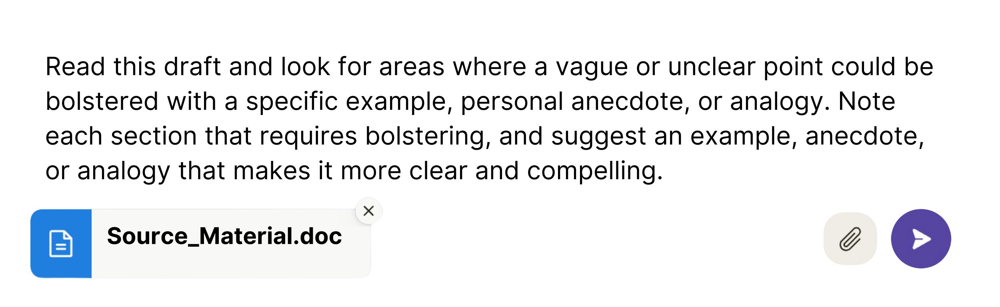 Read this draft and look for areas where a vague or unclear point could be
bolstered with a specific example, personal anecdote, or analogy. Note
each section that requires bolstering, and suggest an example, anecdote,
or analogy that makes it more clear and compelling.
Source_Material.doc